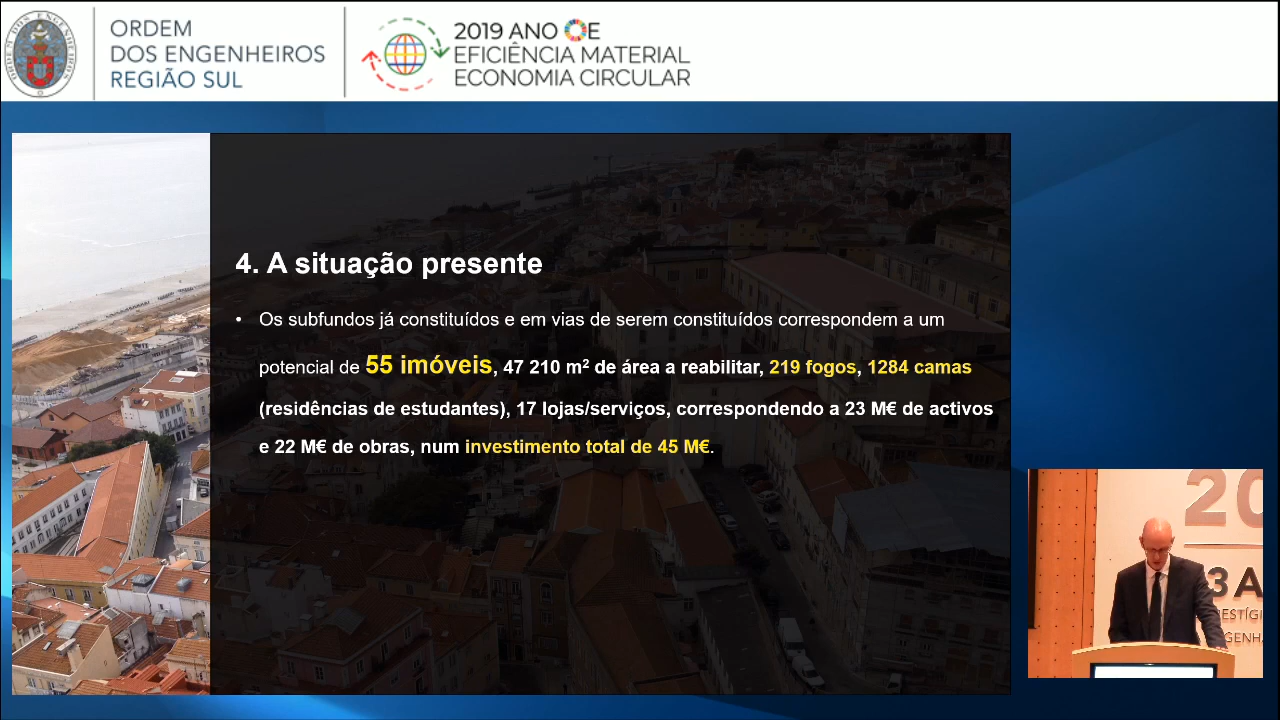 ORDEM
DOS ENGENHEIROS
REGIÃO SUL
2019 ANO OE
EFICIÊNCIA MATERIAL
ECONOMIA CIRCULAR
4. A situação presente
• Os subfundos já constituídos e em vias de serem constituídos correspondem a um
potencial de 55 imóveis, 47 210 m² de área a reabilitar, 219 fogos, 1284 camas
(residências de estudantes), 17 lojas/serviços, correspondendo a 23 M€ de activos
e 22 M€ de obras, num investimento total de 45 M€.
20
3 A